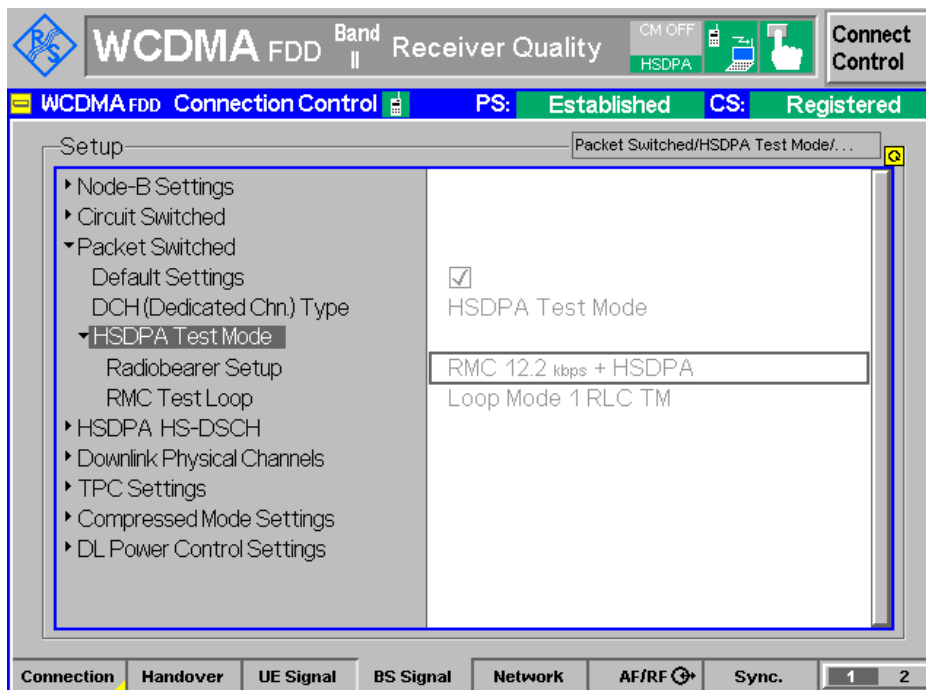 R S WCDMA FDD Band II Receiver Quality CM OFF HSDPA Connect Control
WCDMA FDD Connection Control PS: Established CS: Registered
Setup Packet Switched/HSDPA Test Mode/...
Node-B Settings
Circuit Switched
Packet Switched
Default Settings
DCH (Dedicated Chn.) Type HSDPA Test Mode
HSDPA Test Mode
Radiobearer Setup RMC 12.2 kbps + HSDPA
RMC Test Loop Loop Mode 1 RLC TM
HSDPA HS-DSCH
Downlink Physical Channels
TPC Settings
Compressed Mode Settings
DL Power Control Settings
Connection Handover UE Signal BS Signal Network AF/RF Sync. 1 2